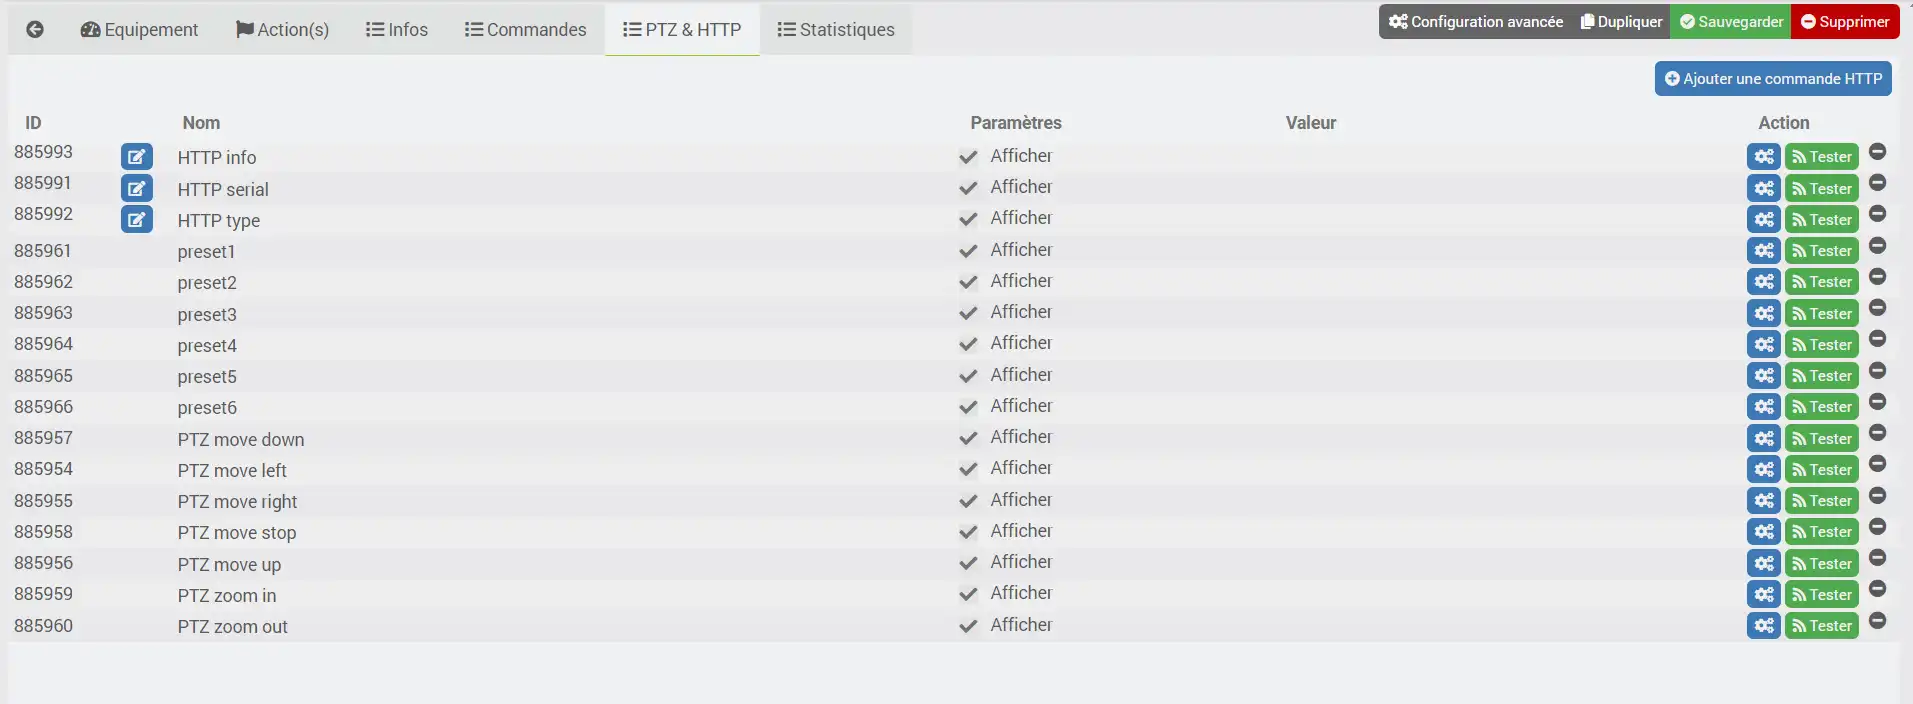 Equipement Action(s) Infos Commandes PTZ & HTTP Statistiques Configuration avancée Dupliquer Sauvegarder Supprimer
Ajouter une commande HTTP
ID Nom Paramètres Valeur Action
885993 HTTP info Afficher Tester
885991 HTTP serial Afficher Tester
885992 HTTP type Afficher Tester
885961 preset1 Afficher Tester
885962 preset2 Afficher Tester
885963 preset3 Afficher Tester
885964 preset4 Afficher Tester
885965 preset5 Afficher Tester
885966 preset6 Afficher Tester
885957 PTZ move down Afficher Tester
885954 PTZ move left Afficher Tester
885955 PTZ move right Afficher Tester
885958 PTZ move stop Afficher Tester
885956 PTZ move up Afficher Tester
885959 PTZ zoom in Afficher Tester
885960 PTZ zoom out Afficher Tester